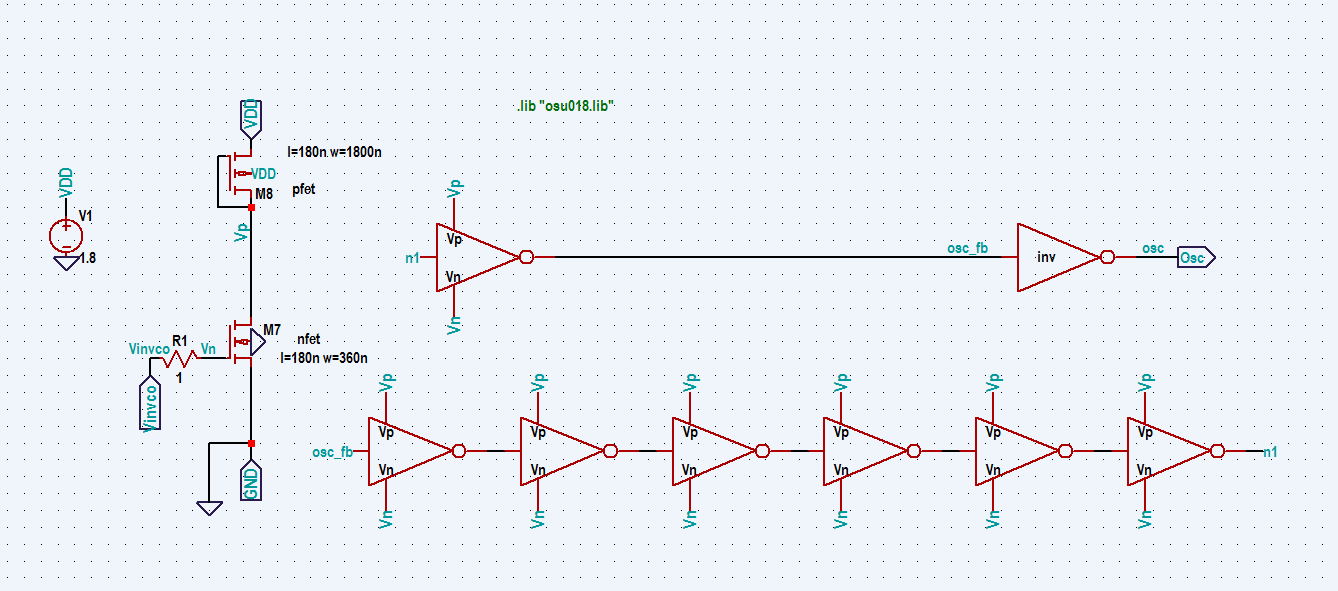 .lib "osu018.lib"
VDD
l=180n w=1800n
VDD
M8
pfet
VDD
V1
1.8
Vp
Vp
Vp
n1
Vn
Vn
osc_fb
inv
osc
Osc
M7
nfet
l=180n w=360n
R1
Vinvco
Vn
1
Vinvco
GND
Vp
Vp
Vp
Vp
Vp
Vp
Vp
Vp
Vp
Vp
Vp
Vp
osc_fb
n1
Vn
Vn
Vn
Vn
Vn
Vn
Vn
Vn
Vn
Vn
Vn
Vn